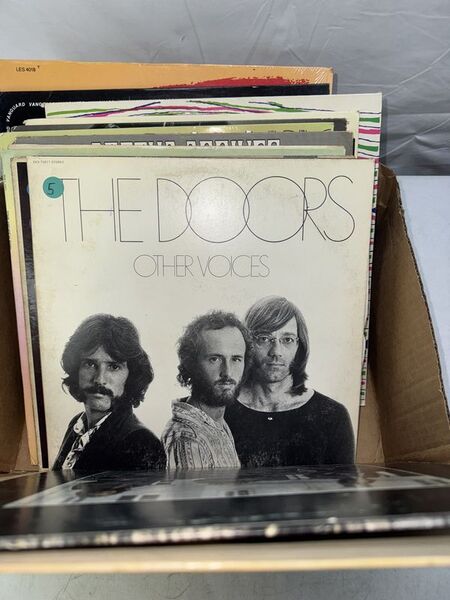 LES 4018
VANGUARD
5
THE DOORS
OTHER VOICES